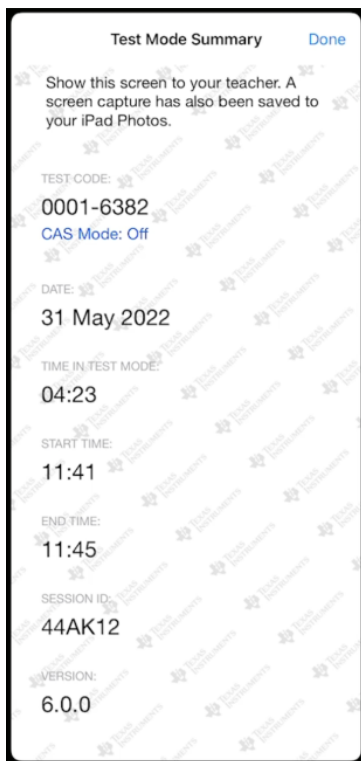 Test Mode Summary
Done
Show this screen to your teacher. A
screen capture has also been saved to
your iPad Photos.
TEST CODE:
0001-6382
CAS Mode: Off
DATE:
31 May 2022
TIME IN TEST MODE:
04:23
START TIME:
11:41
END TIME:
11:45
SESSION ID:
44AK12
VERSION:
6.0.0
TEXAS
INSTRUMENTS